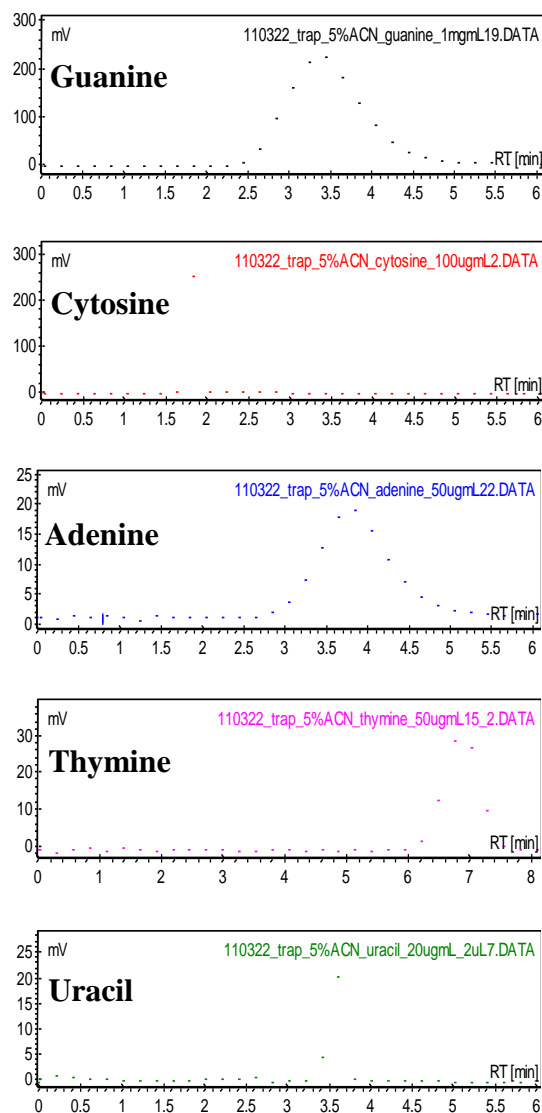 mV 110322_trap_5%ACN_guanine_1mgmL19.DATA
Guanine
300
200
100
0
RT [min]
0 0.5 1 1.5 2 2.5 3 3.5 4 4.5 5 5.5 6
mV 110322_trap_5%ACN_cytosine_100ugmL2.DATA
Cytosine
300
200
100
0
RT [min]
0 0.5 1 1.5 2 2.5 3 3.5 4 4.5 5 5.5 6
mV 110322_trap_5%ACN_adenine_50ugmL22.DATA
Adenine
25
20
15
10
5
0
RT [min]
0 0.5 1 1.5 2 2.5 3 3.5 4 4.5 5 5.5 6
mV 110322_trap_5%ACN_thymine_50ugmL15_2.DATA
Thymine
30
20
10
0
RT [min]
0 1 2 3 4 5 6 7 8
mV 110322_trap_5%ACN_uracil_20ugmL_2uL7.DATA
Uracil
25
20
15
10
5
0
RT [min]
0 0.5 1 1.5 2 2.5 3 3.5 4 4.5 5 5.5 6